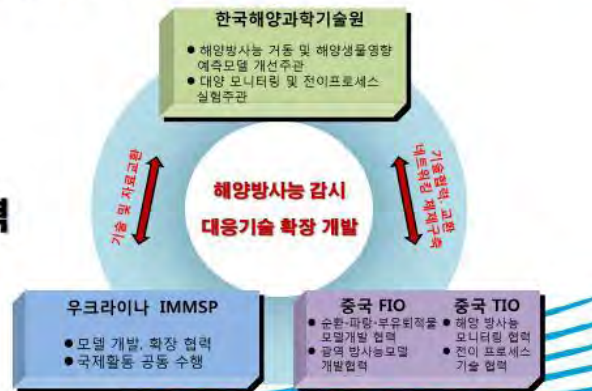 한국해양과학기술원
● 해양방사능 거동 및 해양생물영향
예측모델 개선주관
● 대양 모니터링 및 전이프로세스
실험주관
기술 및 자료교환
기술협력, 교환
네트워킹 체재구축
해양방사능 감시
대응기술 확장 개발
력
우크라이나 IMMSP
● 모델 개발, 확장 협력
● 국제활동 공동 수행
중국 FIO
● 순환-파랑-부유퇴적물
모델개발 협력
● 광역 방사능모델
개발협력
중국 TIO
● 해양 방사능
모니터링 협력
● 전이 프로세스
기술 협력